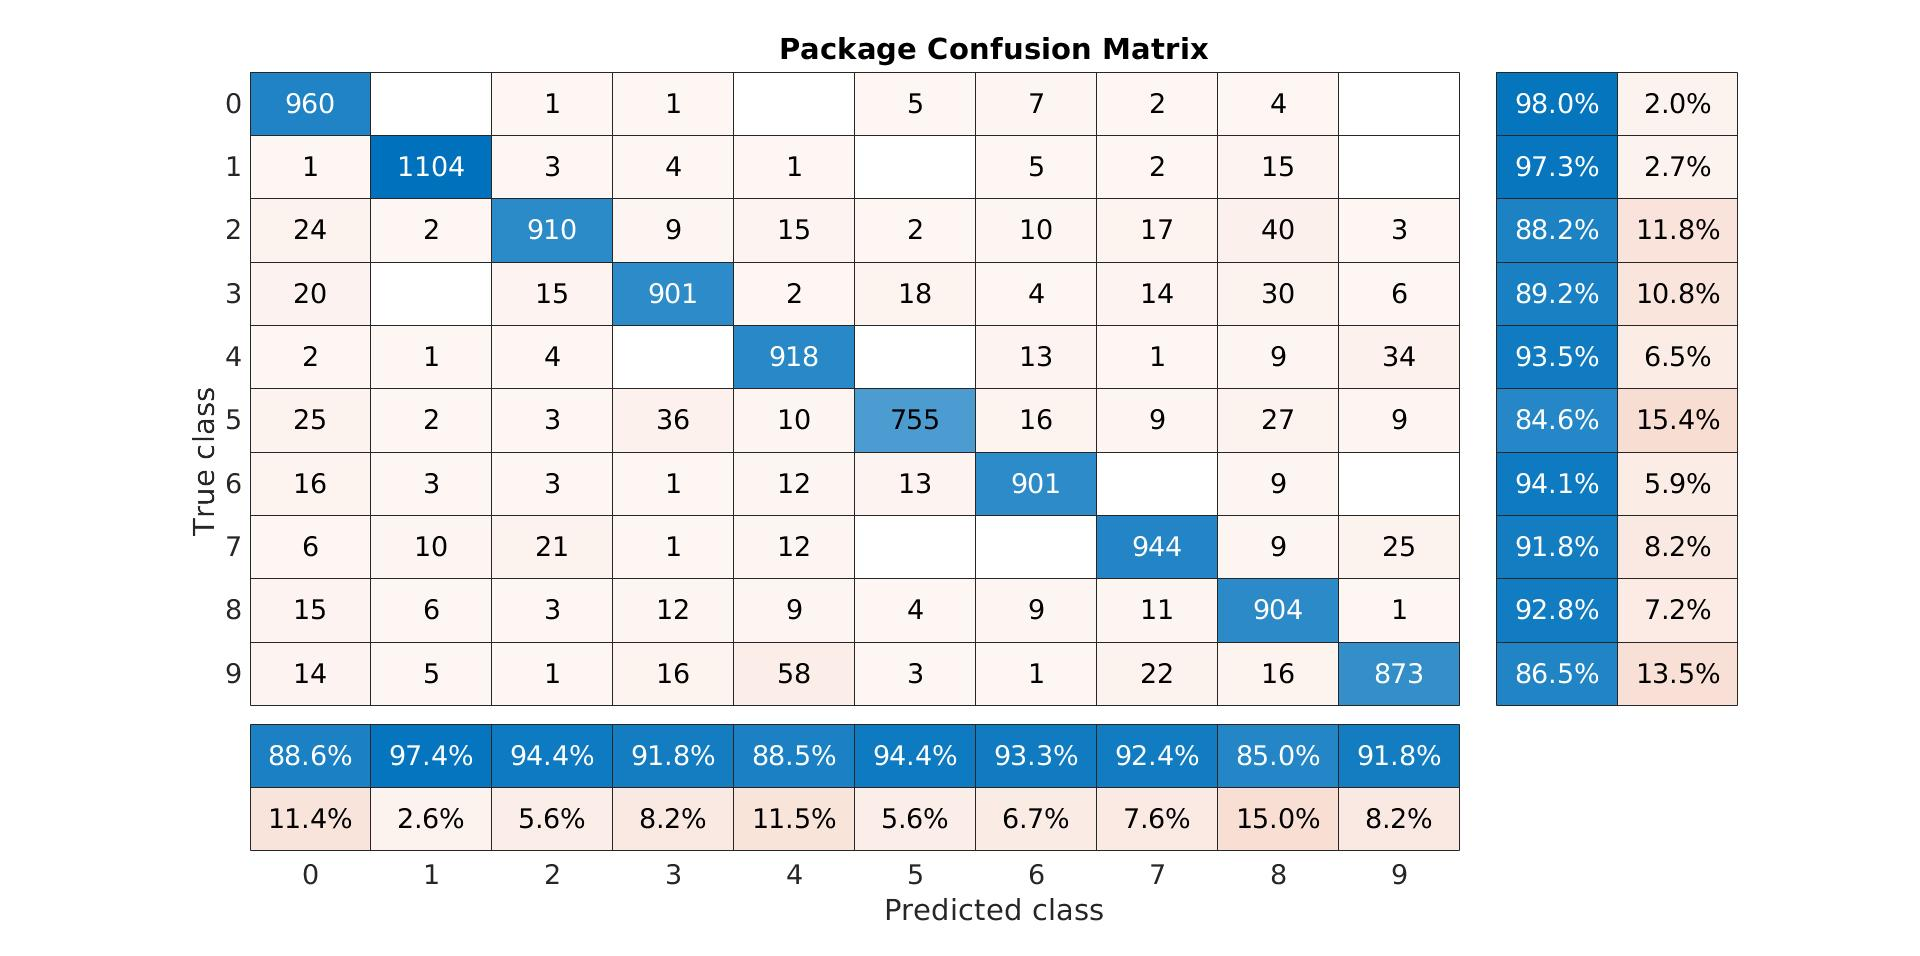 Package Confusion Matrix
0 960 1 1 5 7 2 4 98.0% 2.0%
1 1 1104 3 4 1 5 2 15 97.3% 2.7%
2 24 2 910 9 15 2 10 17 40 3 88.2% 11.8%
3 20 15 901 2 18 4 14 30 6 89.2% 10.8%
4 2 1 4 918 13 1 9 34 93.5% 6.5%
True class
5 25 2 3 36 10 755 16 9 27 9 84.6% 15.4%
6 16 3 3 1 12 13 901 9 94.1% 5.9%
7 6 10 21 1 12 944 9 25 91.8% 8.2%
8 15 6 3 12 9 4 9 11 904 1 92.8% 7.2%
9 14 5 1 16 58 3 1 22 16 873 86.5% 13.5%
88.6% 97.4% 94.4% 91.8% 88.5% 94.4% 93.3% 92.4% 85.0% 91.8%
11.4% 2.6% 5.6% 8.2% 11.5% 5.6% 6.7% 7.6% 15.0% 8.2%
0 1 2 3 4 5 6 7 8 9
Predicted class